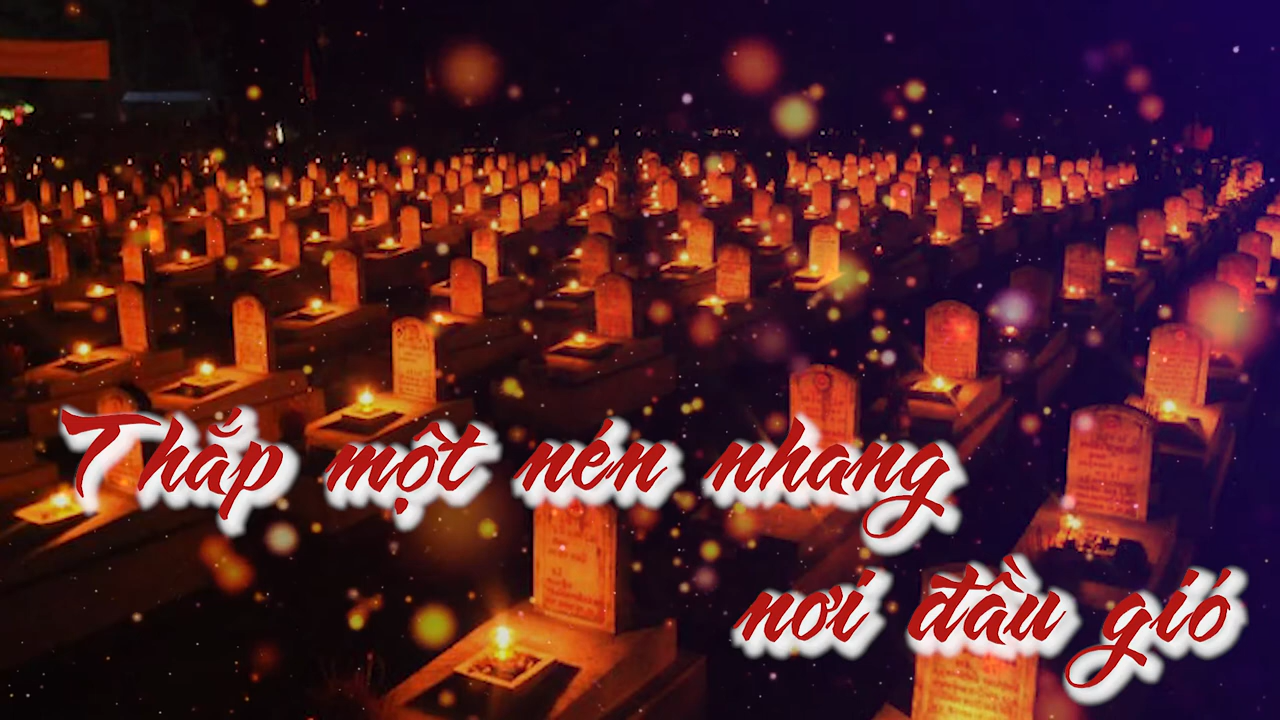 Thắp một nén nhang
nơi đầu gió